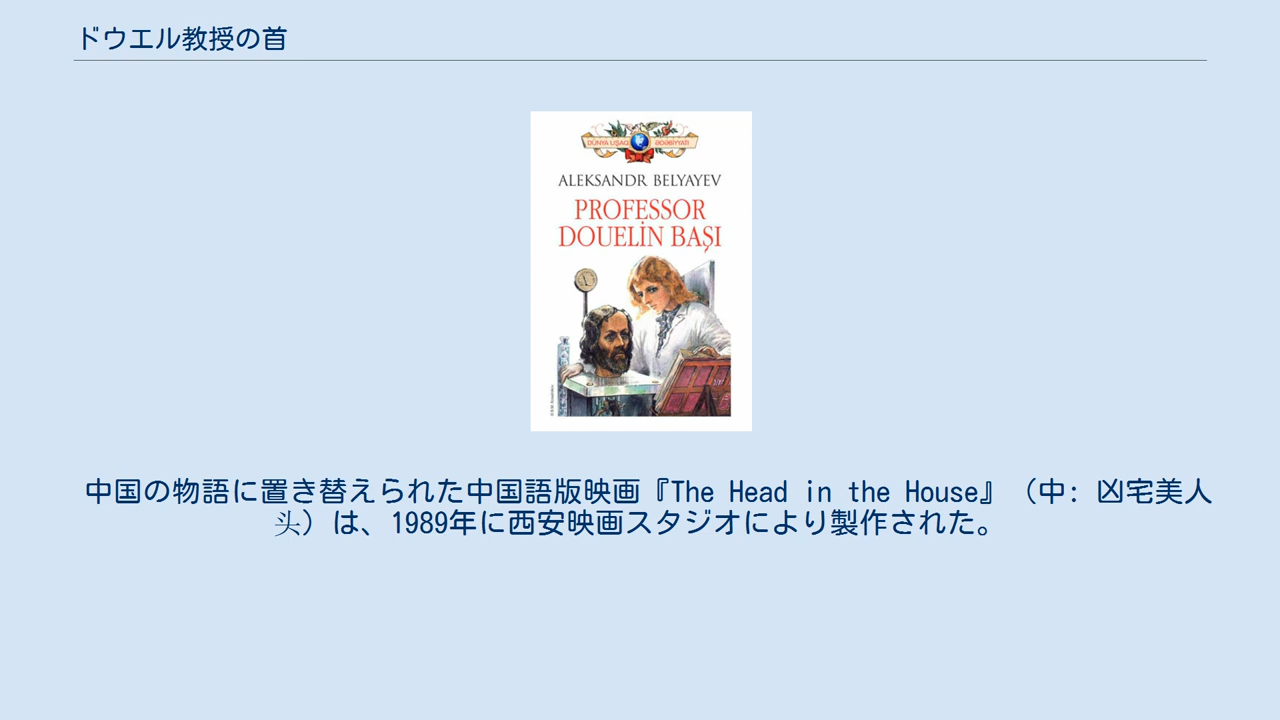 ドウエル教授の首
DÜNYA UŞAQ ƏDƏBİYYATI
ALEKSANDR BELYAYEV
PROFESSOR
DOUELİN BAŞI
中国の物語に置き替えられた中国語版映画『The Head in the House』（中: 凶宅美人
头）は、1989年に西安映画スタジオにより製作された。